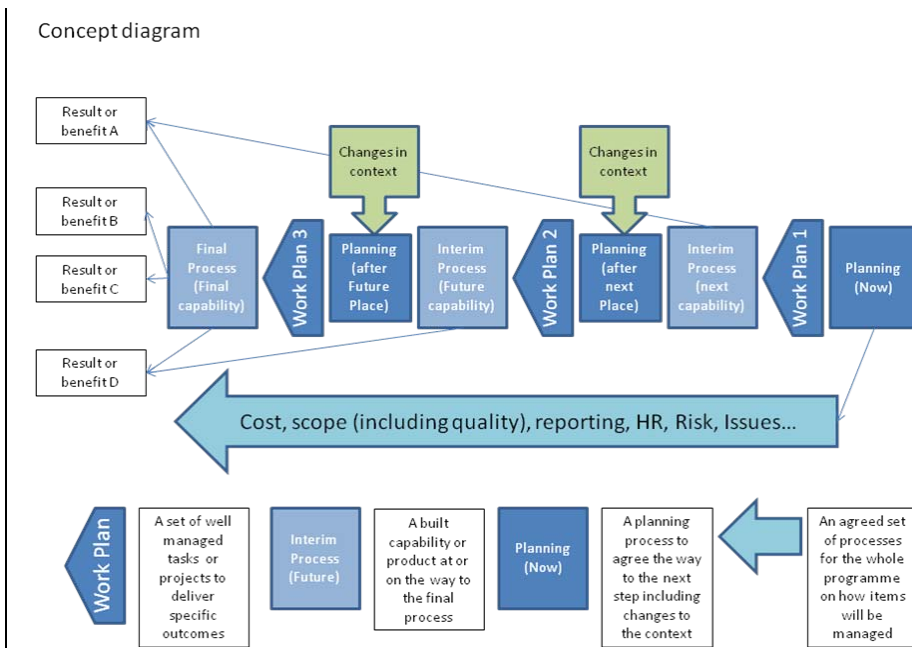 Concept diagram
Result or
benefit A
Result or
benefit B
Result or
benefit C
Result or
benefit D
Changes in
context
Changes in
context
Final
Process
(Final
capability)
Work Plan 3
Planning
(after
Future
Place)
Interim
Process
(Future
capability)
Work Plan 2
Planning
(after
next
Place)
Interim
Process
(next
capability)
Work Plan 1
Planning
(Now)
Cost, scope (including quality), reporting, HR, Risk, Issues...
Work Plan
A set of well
managed
tasks or
projects to
deliver
specific
outcomes
Interim
Process
(Future)
A built
capability or
product at or
on the way to
the final
process
Planning
(Now)
A planning
process to
agree the way
to the next
step including
changes to
the context
An agreed set
of processes
for the whole
programme
on how items
will be
managed